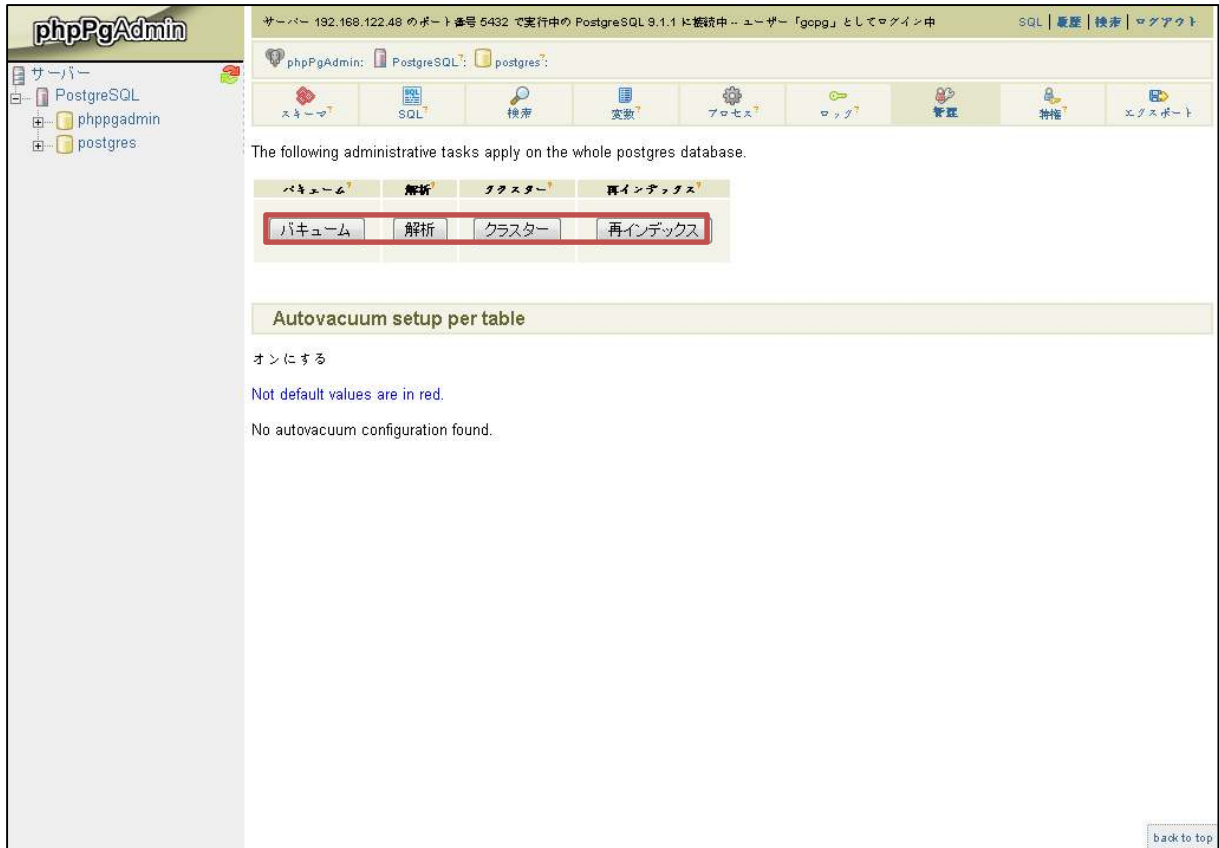 phpPgAdmin
サーバー
PostgreSQL
phppgadmin
postgres
サーバー 192.168.122.48 のポート番号 5432 で実行中の PostgreSQL 9.1.1 に接続中 -- ユーザー「gcpg」としてログイン中
SQL | 履歴 | 検索 | ログアウト
phpPgAdmin: PostgreSQL?: postgres?:
スキーマ? SQL? 検索 変数? プロセス? ロック? 管理 特権? エクスポート
The following administrative tasks apply on the whole postgres database.
バキューム? 解析? クラスター? 再インデックス?
バキューム 解析 クラスター 再インデックス
Autovacuum setup per table
オンにする
Not default values are in red.
No autovacuum configuration found.
back to top